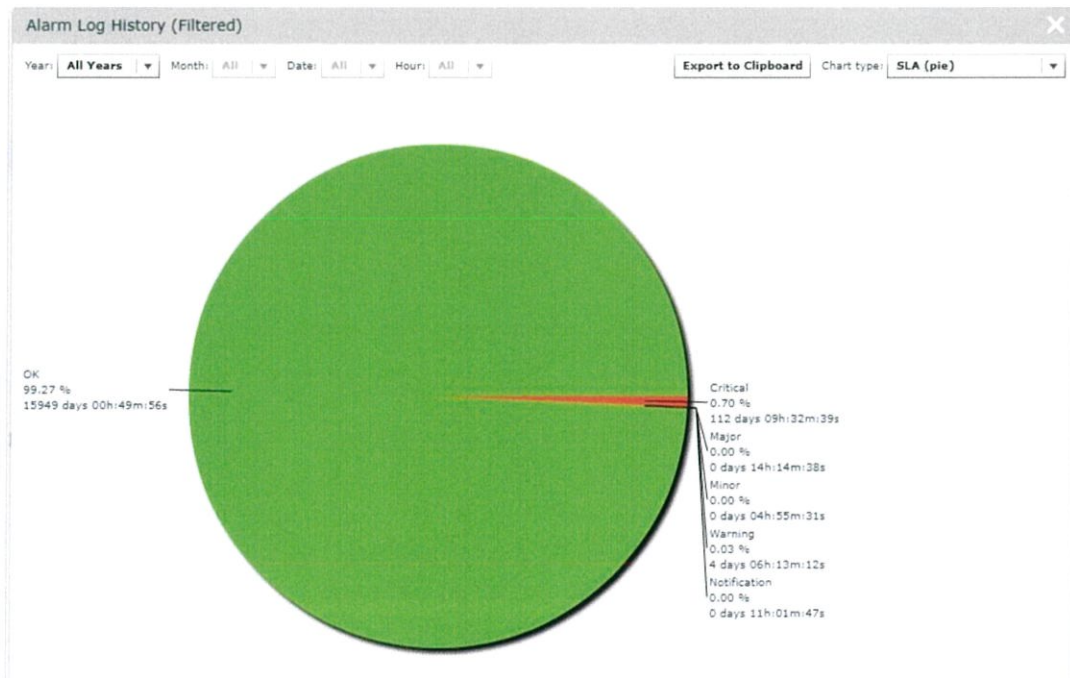 Alarm Log History (Filtered)
Year: All Years Month: All Date: All Hour: All Export to Clipboard Chart type: SLA (pie)
OK
99.27 %
15949 days 00h:49m:56s
Critical
0.70 %
112 days 09h:32m:39s
Major
0.00 %
0 days 14h:14m:38s
Minor
0.00 %
0 days 04h:55m:31s
Warning
0.03 %
4 days 06h:13m:12s
Notification
0.00 %
0 days 11h:01m:47s